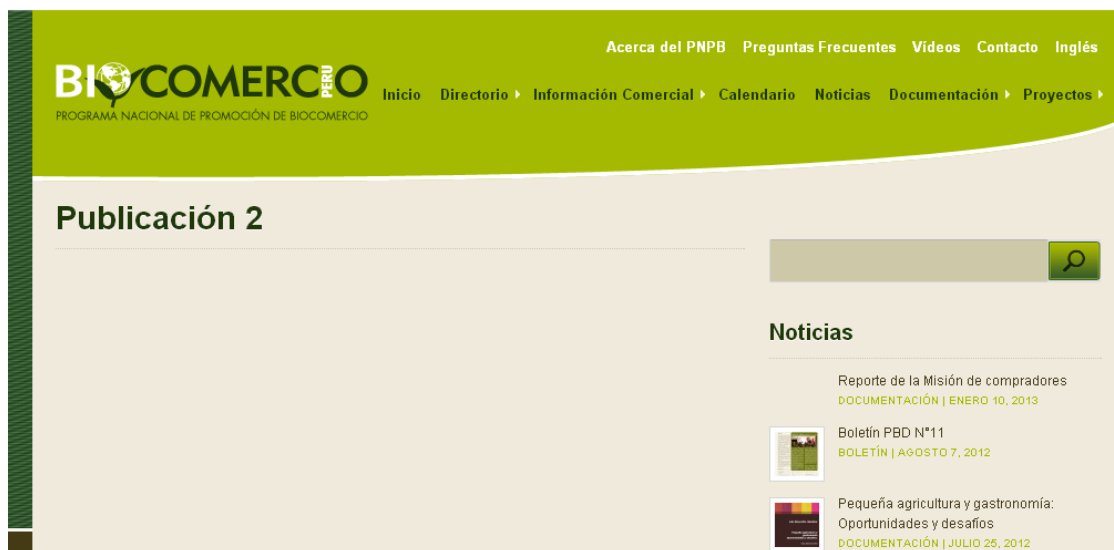 Acerca del PNPB Preguntas Frecuentes Vídeos Contacto Inglés
BIOCOMERCIO PERU
PROGRAMA NACIONAL DE PROMOCIÓN DE BIOCOMERCIO
Inicio Directorio Información Comercial Calendario Noticias Documentación Proyectos
Publicación 2
Noticias
Reporte de la Misión de compradores
DOCUMENTACIÓN | ENERO 10, 2013
Boletín PBD N°11
BOLETÍN | AGOSTO 7, 2012
Pequeña agricultura y gastronomía:
Oportunidades y desafíos
DOCUMENTACIÓN | JULIO 25, 2012